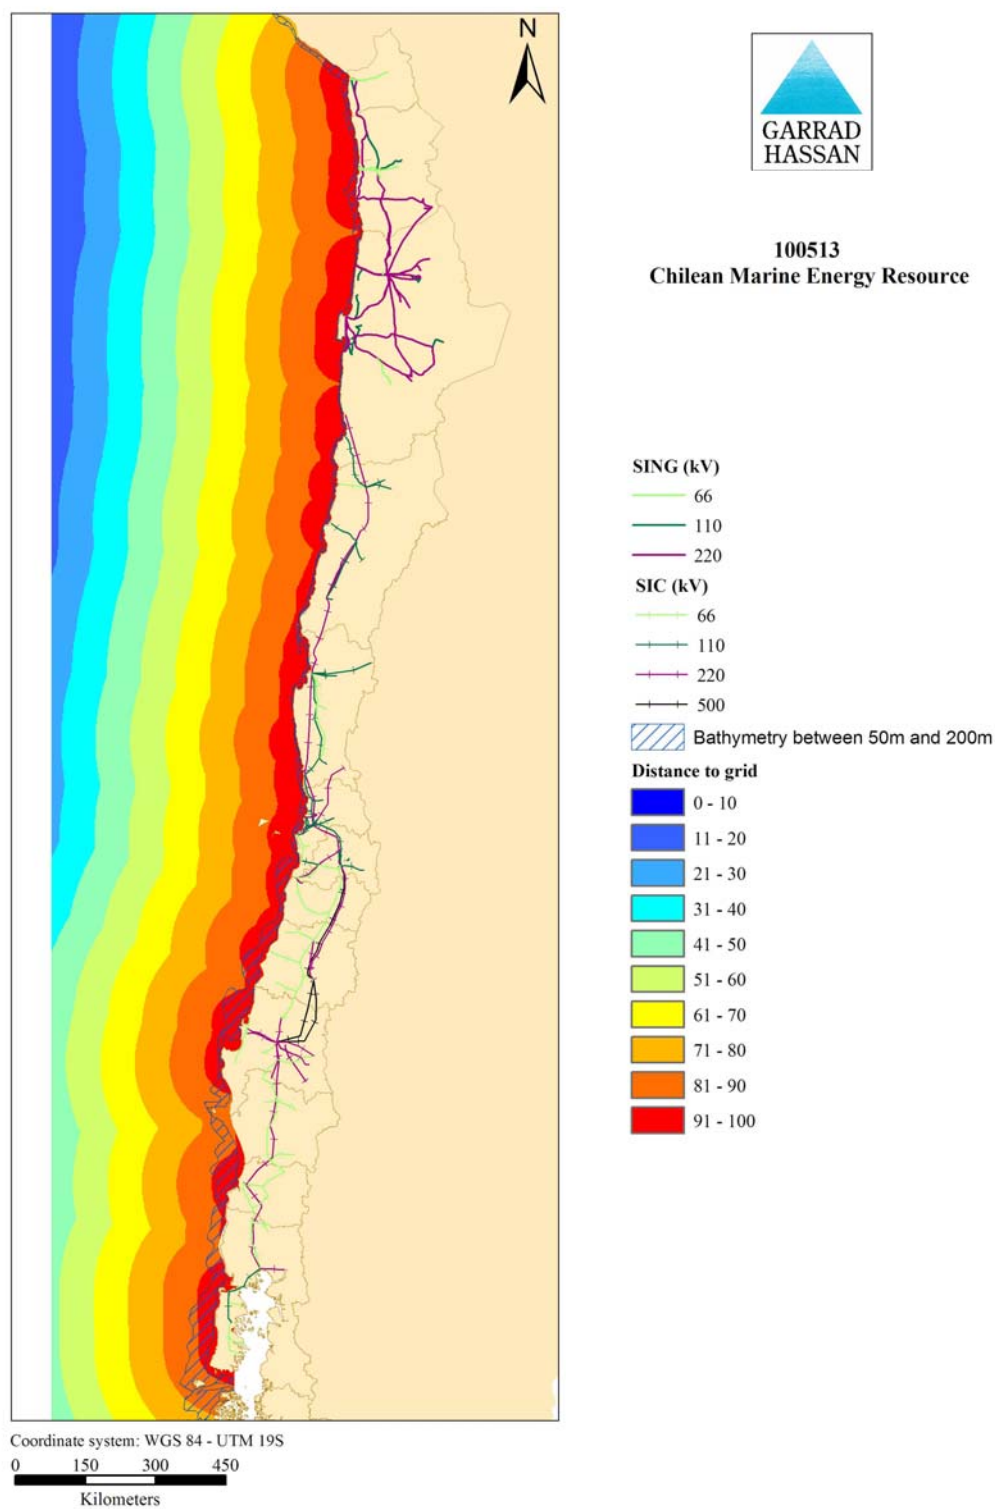 N
GARRAD
HASSAN
100513
Chilean Marine Energy Resource
SING (kV)
66
110
220
SIC (kV)
66
110
220
500
Bathymetry between 50m and 200m
Distance to grid
0 - 10
11 - 20
21 - 30
31 - 40
41 - 50
51 - 60
61 - 70
71 - 80
81 - 90
91 - 100
Coordinate system: WGS 84 - UTM 19S
0 150 300 450
Kilometers